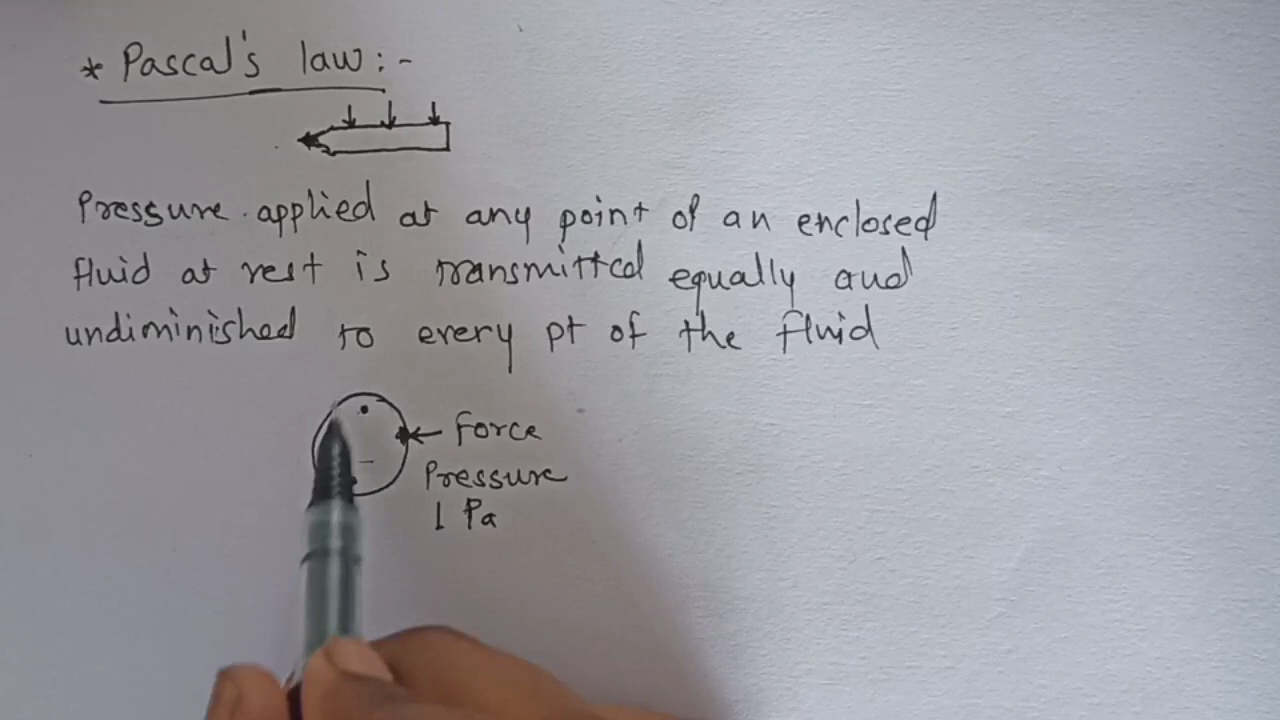 * Pascal's law:-
Pressure applied at any point of an enclosed
fluid at rest is transmitted equally and
undiminished to every pt of the fluid
Force
Pressure
1 Pa